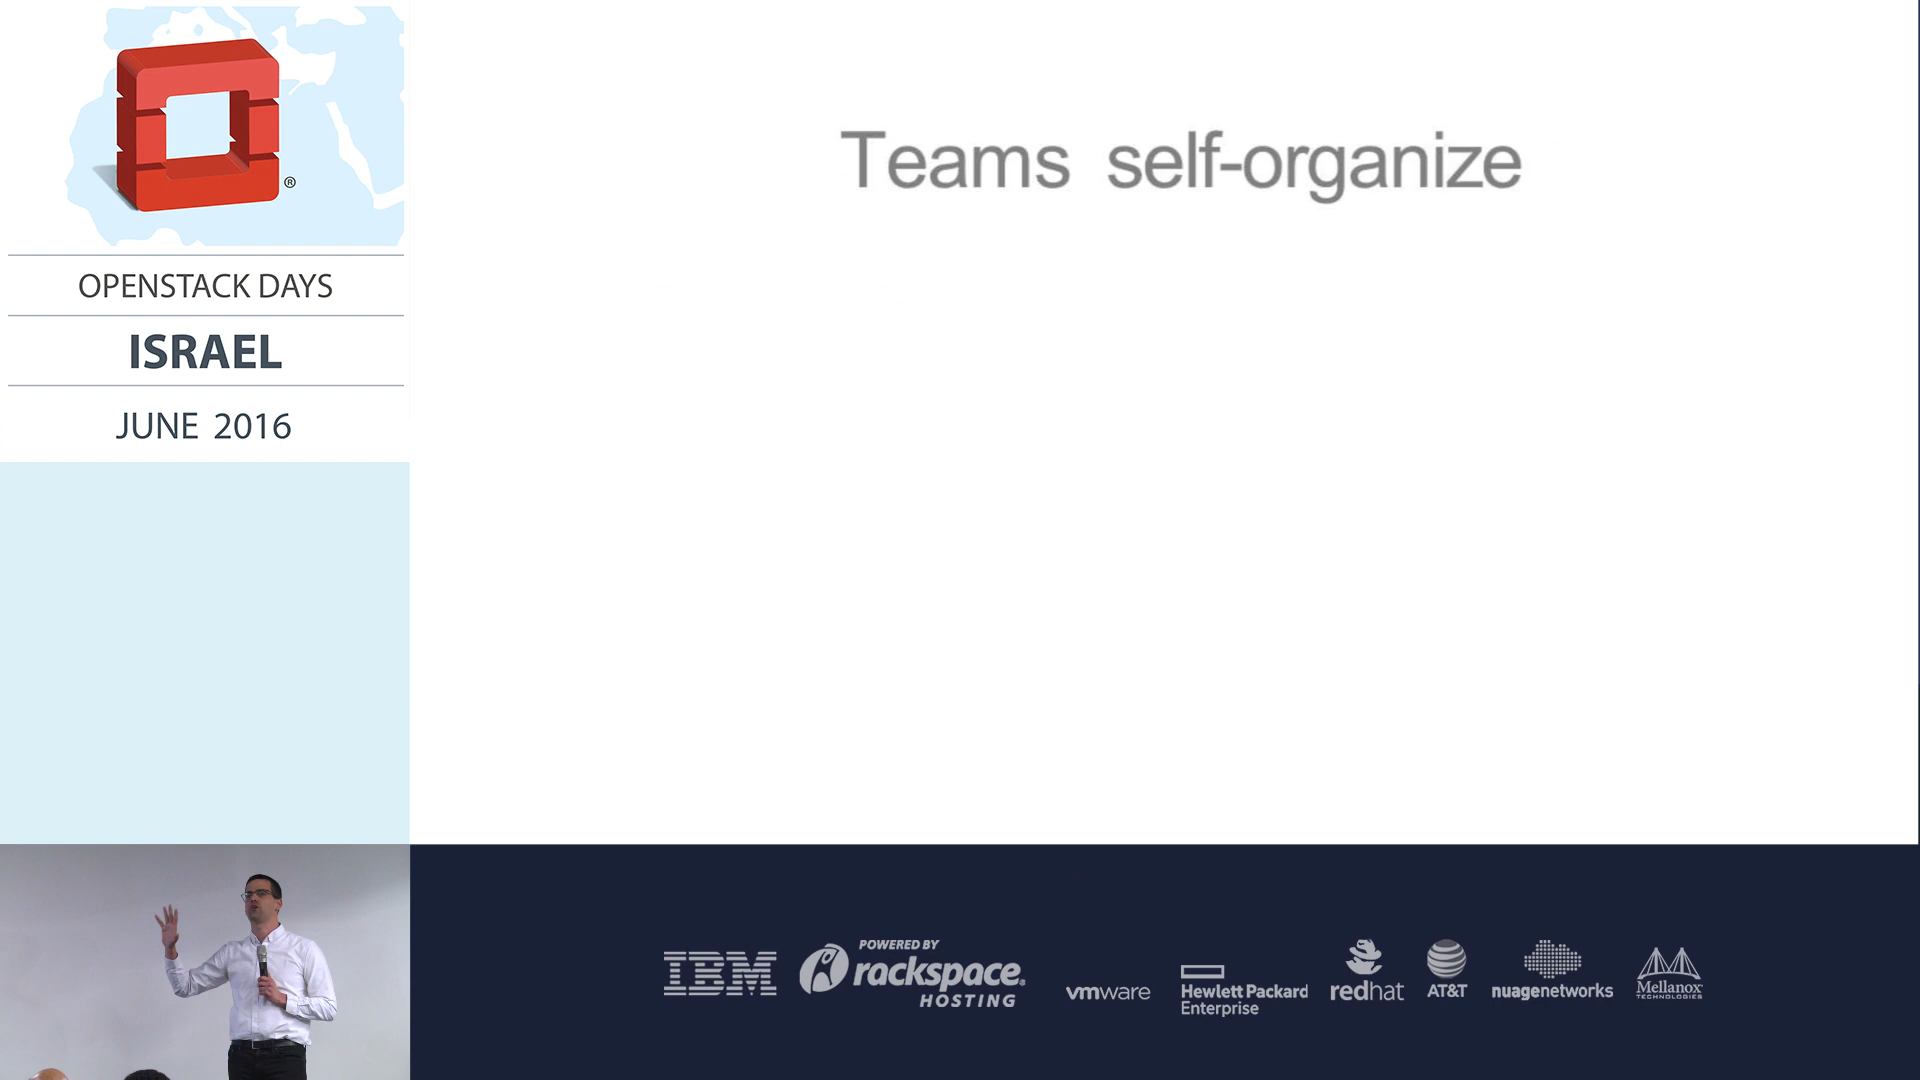 Teams self-organize
®
OPENSTACK DAYS
ISRAEL
JUNE 2016
IBM
POWERED BY
rackspace®
HOSTING
vmware
Hewlett Packard
Enterprise
redhat
AT&T
nuagenetworks
Mellanox
TECHNOLOGIES